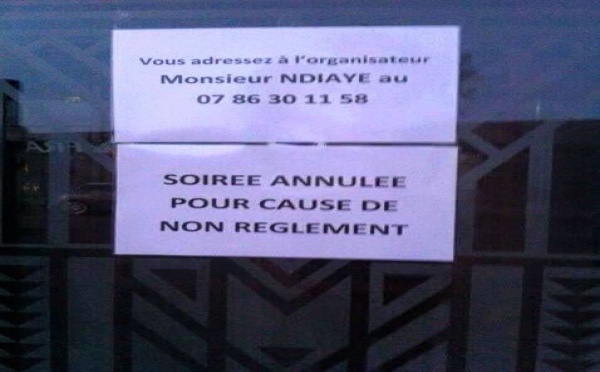 Vous adressez à l'organisateur
Monsieur NDIAYE au
07 86 30 11 58
SOIREE ANNULEE
POUR CAUSE DE
NON REGLEMENT